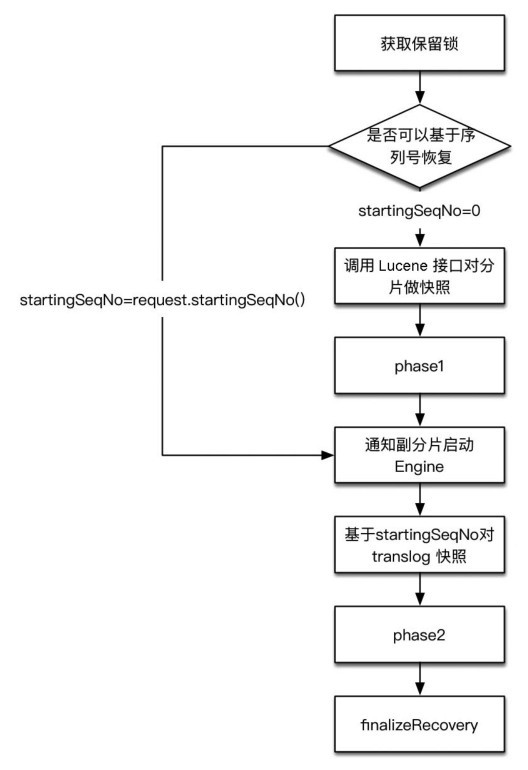 获取保留锁
是否可以基于序
列号恢复
startingSeqNo=0
调用 Lucene 接口对分
片做快照
startingSeqNo=request.startingSeqNo()
phase1
通知副分片启动
Engine
基于startingSeqNo对
translog 快照
phase2
finalizeRecovery